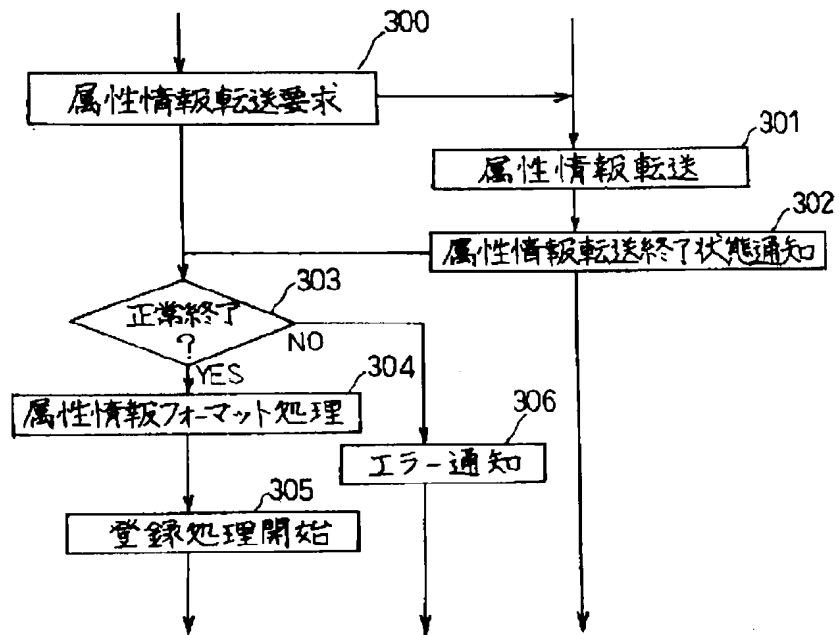 300
属性情報転送要求
301
属性情報転送
302
属性情報転送終了状態通知
303
正常終了
?
NO
YES
304
属性情報フォーマット処理
306
エラー通知
305
登録処理開始